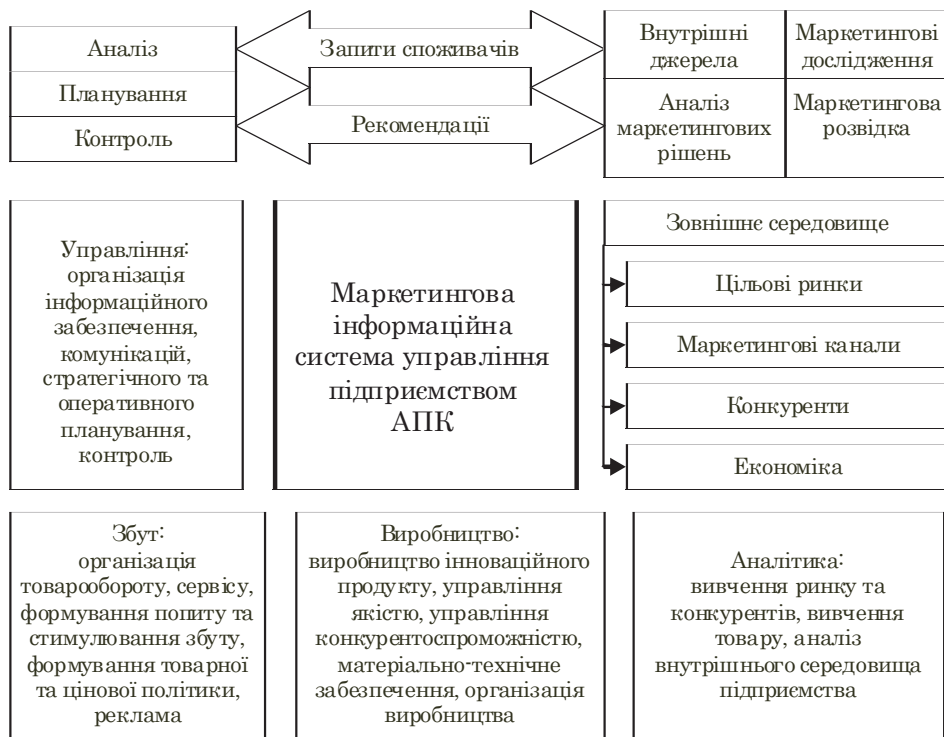 Аналіз
Планування
Контроль
Запити споживачів
Рекомендації
Внутрішні
джерела
Маркетингові
дослідження
Аналіз
маркетингових
рішень
Маркетингова
розвідка
Управління:
організація
інформаційного
забезпечення,
комунікацій,
стратегічного та
оперативного
планування,
контроль
Маркетингова
інформаційна
система управління
підприємством
АПК
Зовнішнє середовище
Цільові ринки
Маркетингові канали
Конкуренти
Економіка
Збут:
організація
товарообороту, сервісу,
формування попиту та
стимулювання збуту,
формування товарної
та цінової політики,
реклама
Виробництво:
виробництво інноваційного
продукту, управління
якістю, управління
конкурентоспроможністю,
матеріально-технічне
забезпечення, організація
виробництва
Аналітика:
вивчення ринку та
конкурентів, вивчення
товару, аналіз
внутрішнього середовища
підприємства